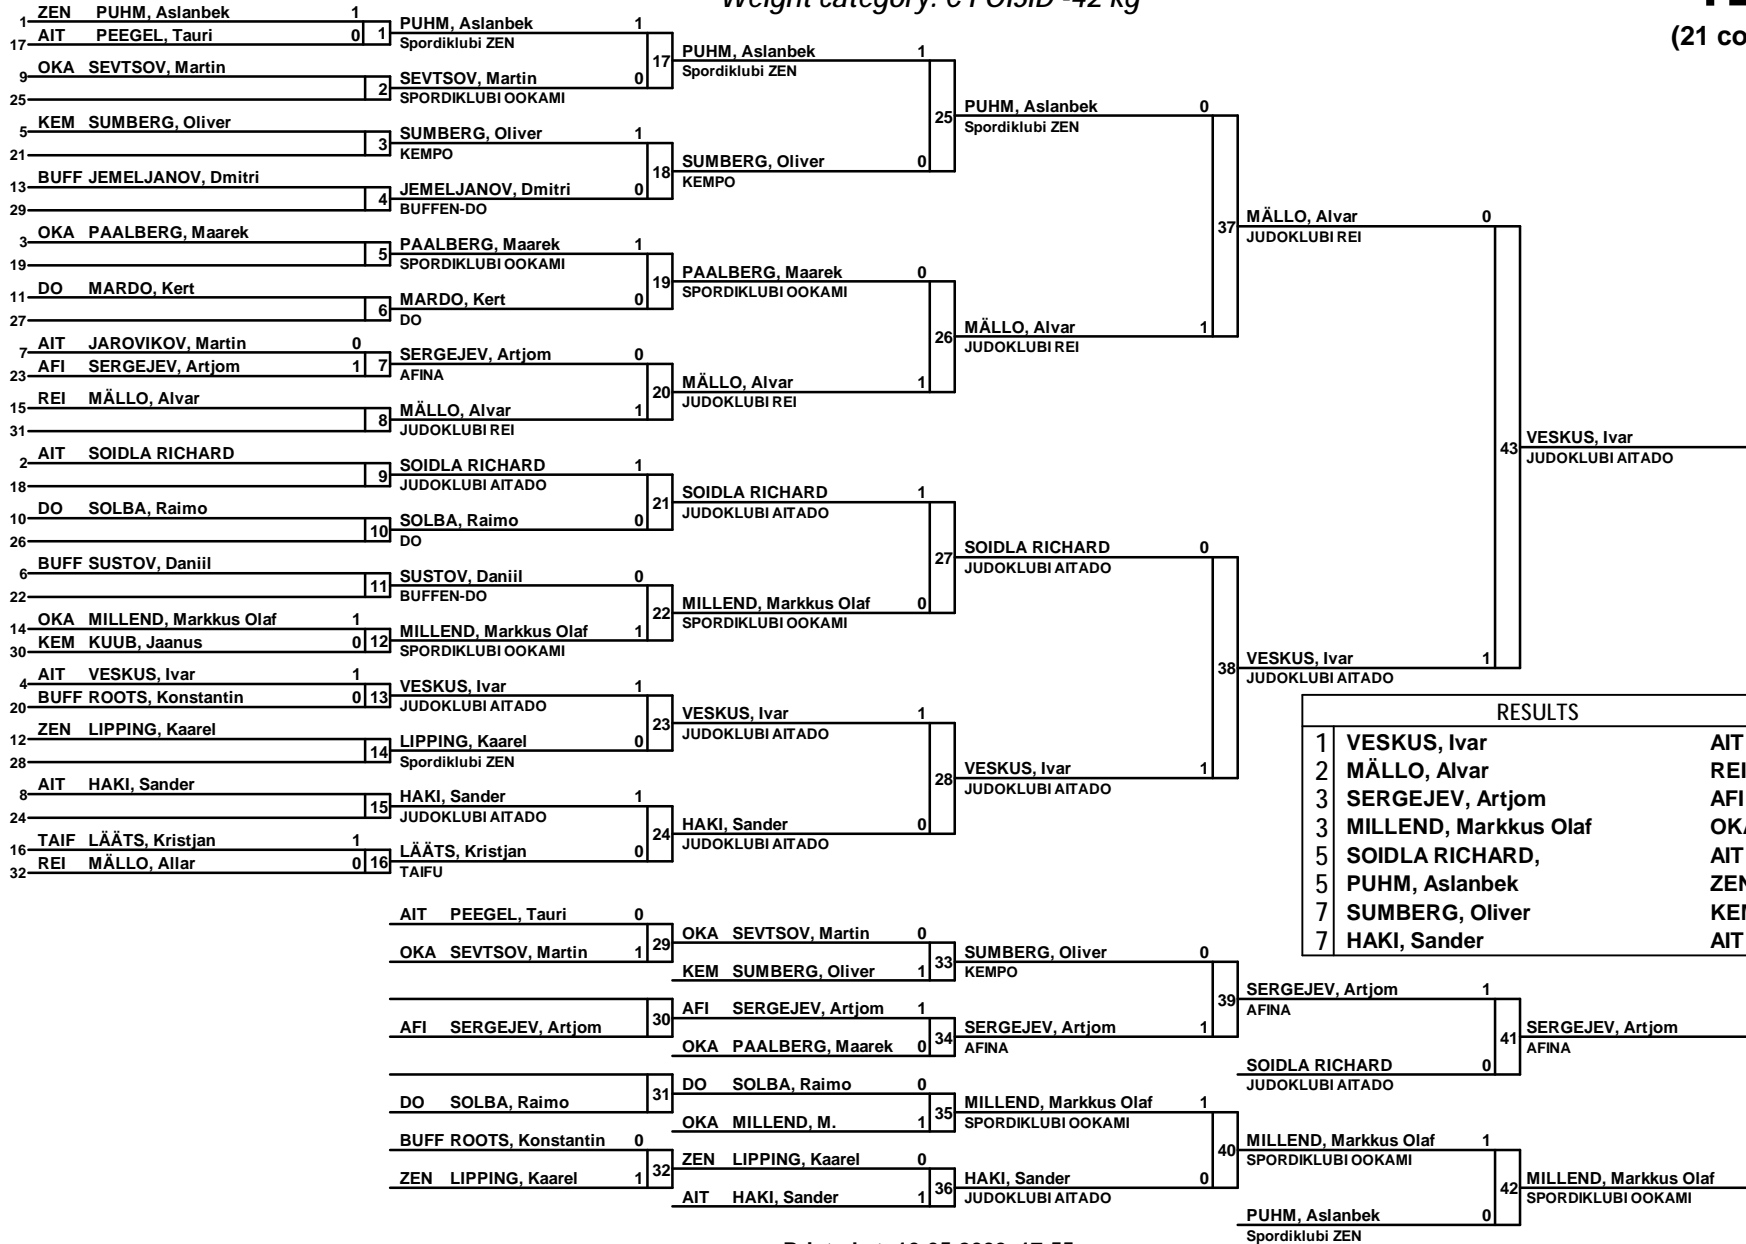 Weight category: C POISID -42 kg
(21 co
1 ZEN PUHM, Aslanbek 1
17 AIT PEEGEL, Tauri 0 1
PUHM, Aslanbek 1
Spordiklubi ZEN
9 OKA SEVTSOV, Martin
25 2
SEVTSOV, Martin 0
SPORDIKLUBI OOKAMI
17 PUHM, Aslanbek 1
Spordiklubi ZEN
5 KEM SUMBERG, Oliver
21 3
SUMBERG, Oliver 1
KEMPO
13 BUFF JEMELJANOV, Dmitri
29 4
JEMELJANOV, Dmitri 0
BUFFEN-DO
18 SUMBERG, Oliver 0
KEMPO
25 PUHM, Aslanbek 0
Spordiklubi ZEN
3 OKA PAALBERG, Maarek
19 5
PAALBERG, Maarek 1
SPORDIKLUBI OOKAMI
11 DO MARDO, Kert
27 6
MARDO, Kert 0
DO
19 PAALBERG, Maarek 0
SPORDIKLUBI OOKAMI
7 AIT JAROVIKOV, Martin 0
23 AFI SERGEJEV, Artjom 1 7
SERGEJEV, Artjom 0
AFINA
15 REI MÄLLO, Alvar
31 8
MÄLLO, Alvar 1
JUDOKLUBI REI
20 MÄLLO, Alvar 1
JUDOKLUBI REI
26 MÄLLO, Alvar 1
JUDOKLUBI REI
37 MÄLLO, Alvar 0
JUDOKLUBI REI
2 AIT SOIDLA RICHARD
18 9
SOIDLA RICHARD 1
JUDOKLUBI AITADO
10 DO SOLBA, Raimo
26 10
SOLBA, Raimo 0
DO
21 SOIDLA RICHARD 1
JUDOKLUBI AITADO
6 BUFF SUSTOV, Daniil
22 11
SUSTOV, Daniil 0
BUFFEN-DO
14 OKA MILLEND, Markkus Olaf 1
30 KEM KUUB, Jaanus 0 12
MILLEND, Markkus Olaf 1
SPORDIKLUBI OOKAMI
22 MILLEND, Markkus Olaf 0
SPORDIKLUBI OOKAMI
27 SOIDLA RICHARD 0
JUDOKLUBI AITADO
4 AIT VESKUS, Ivar 1
20 BUFF ROOTS, Konstantin 0 13
VESKUS, Ivar 1
JUDOKLUBI AITADO
12 ZEN LIPPING, Kaarel
28 14
LIPPING, Kaarel 0
Spordiklubi ZEN
23 VESKUS, Ivar 1
JUDOKLUBI AITADO
8 AIT HAKI, Sander
24 15
HAKI, Sander 1
JUDOKLUBI AITADO
16 TAIF LÄÄTS, Kristjan 1
32 REI MÄLLO, Allar 0 16
LÄÄTS, Kristjan 0
TAIFU
24 HAKI, Sander 0
JUDOKLUBI AITADO
28 VESKUS, Ivar 1
JUDOKLUBI AITADO
38 VESKUS, Ivar 1
JUDOKLUBI AITADO
43 VESKUS, Ivar
JUDOKLUBI AITADO
RESULTS
1 VESKUS, Ivar AIT
2 MÄLLO, Alvar REI
3 SERGEJEV, Artjom AFI
3 MILLEND, Markkus Olaf OKA
5 SOIDLA RICHARD, AIT
5 PUHM, Aslanbek ZEN
7 SUMBERG, Oliver KEM
7 HAKI, Sander AIT
AIT PEEGEL, Tauri 0
OKA SEVTSOV, Martin 1 29
OKA SEVTSOV, Martin 0
KEM SUMBERG, Oliver 1 33
SUMBERG, Oliver 0
KEMPO
AFI SERGEJEV, Artjom 30
AFI SERGEJEV, Artjom 1
OKA PAALBERG, Maarek 0 34
SERGEJEV, Artjom 1
AFINA
39 SERGEJEV, Artjom 1
AFINA
SOIDLA RICHARD 0
JUDOKLUBI AITADO
41 SERGEJEV, Artjom
AFINA
DO SOLBA, Raimo 31
DO SOLBA, Raimo 0
OKA MILLEND, M. 1 35
MILLEND, Markkus Olaf 1
SPORDIKLUBI OOKAMI
BUFF ROOTS, Konstantin 0
ZEN LIPPING, Kaarel 1 32
ZEN LIPPING, Kaarel 0
AIT HAKI, Sander 1 36
HAKI, Sander 0
JUDOKLUBI AITADO
40 MILLEND, Markkus Olaf 1
SPORDIKLUBI OOKAMI
PUHM, Aslanbek 0
Spordiklubi ZEN
42 MILLEND, Markkus Olaf
SPORDIKLUBI OOKAMI